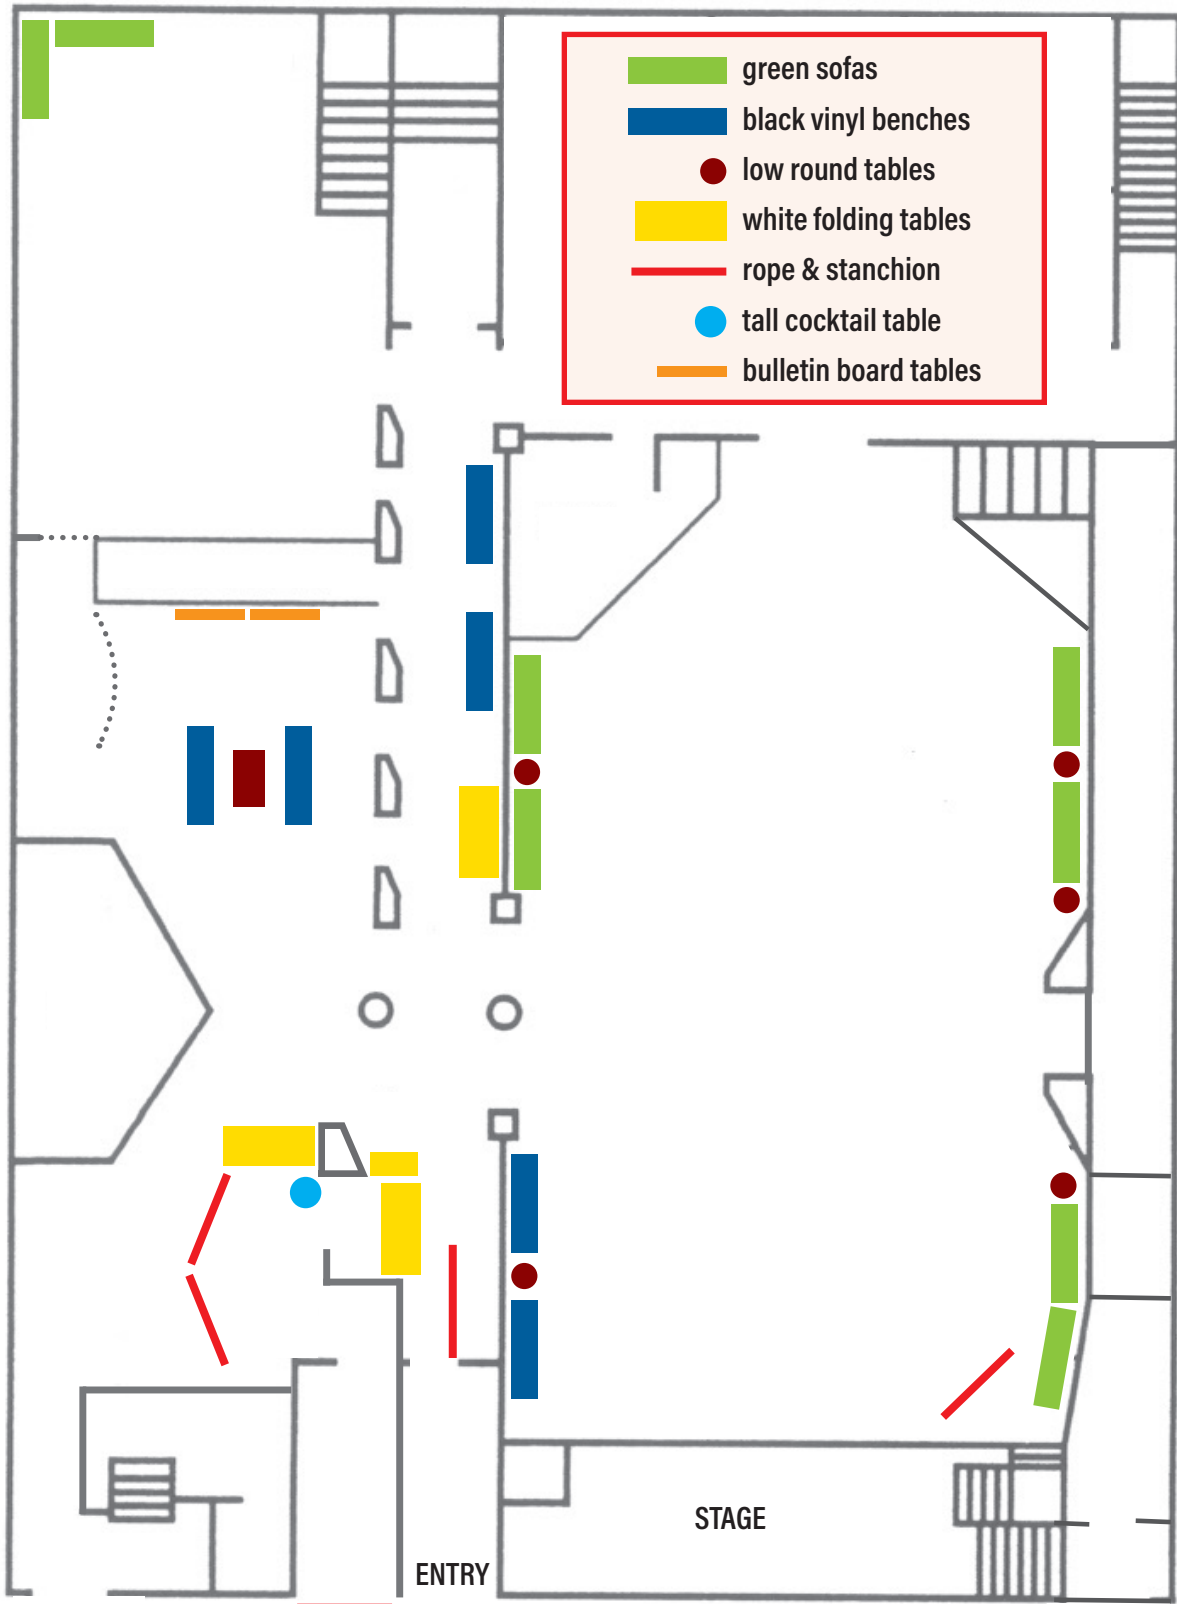 green sofas
black vinyl benches
low round tables
white folding tables
rope & stanchion
tall cocktail table
bulletin board tables
STAGE
ENTRY